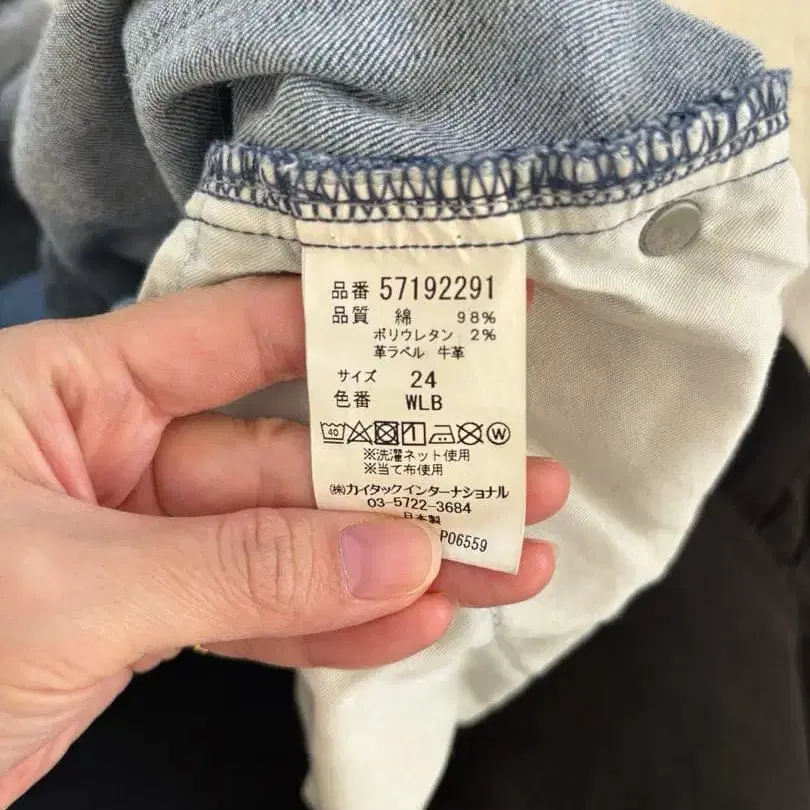 品番 57192291
品質 綿 98%
ポリウレタン 2%
革ラベル 牛革
サイズ 24
色番 WLB
40 1 W
※洗濯ネット使用
※当て布使用
(株)カイタックインターナショナル
03-5722-3684
日本製
P06559